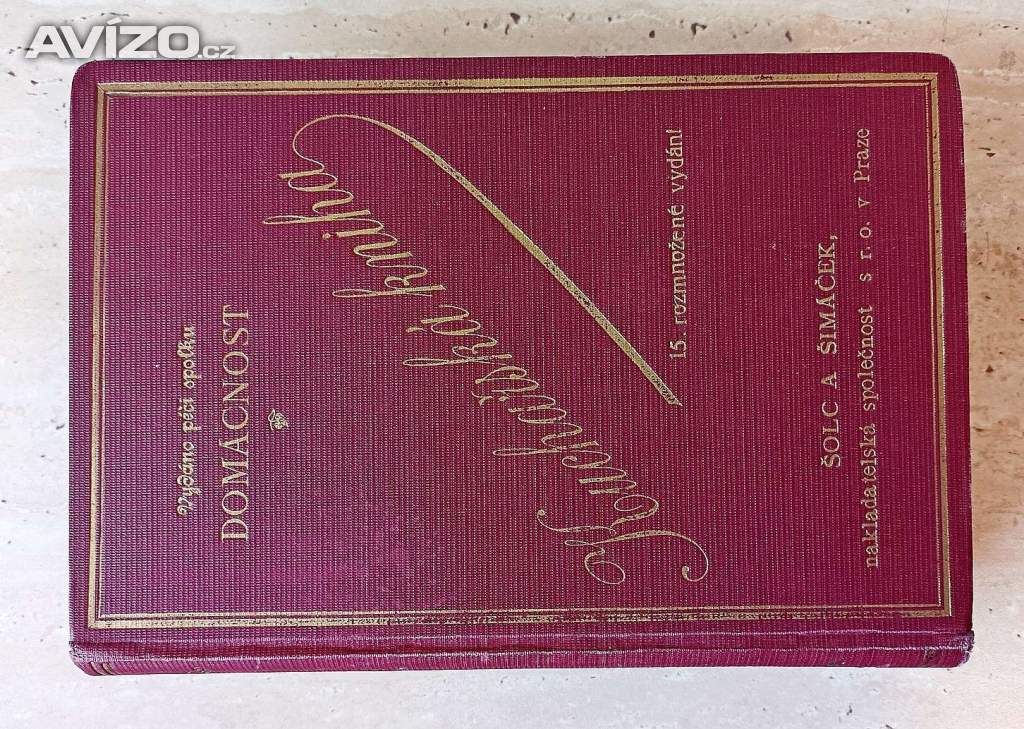 AVÍZO.cz
Vydáno péčí spolku
DOMÁCNOST
Kuchařská kniha
15. rozmnožené vydání
ŠOLC A ŠIMÁČEK,
nakladatelská společnost s r. o. v Praze